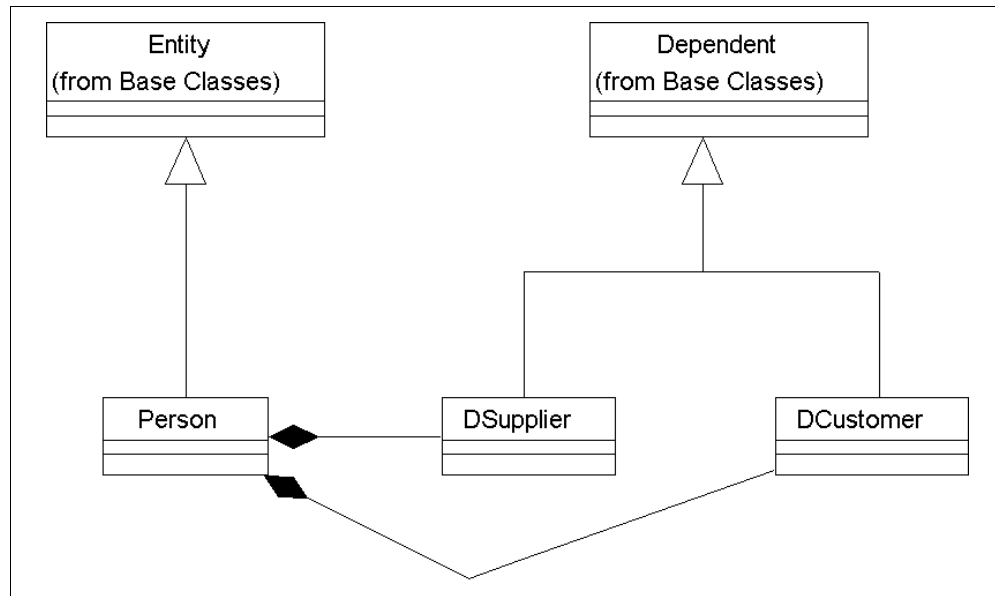 Entity
(from Base Classes)
Dependent
(from Base Classes)
Person
DSupplier
DCustomer